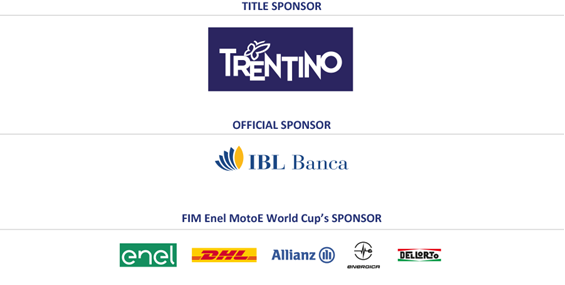 TITLE SPONSOR
TRENTINO
OFFICIAL SPONSOR
IBL Banca
FIM Enel MotoE World Cup's SPONSOR
enel DHL Allianz ENERGICA DELLORTO